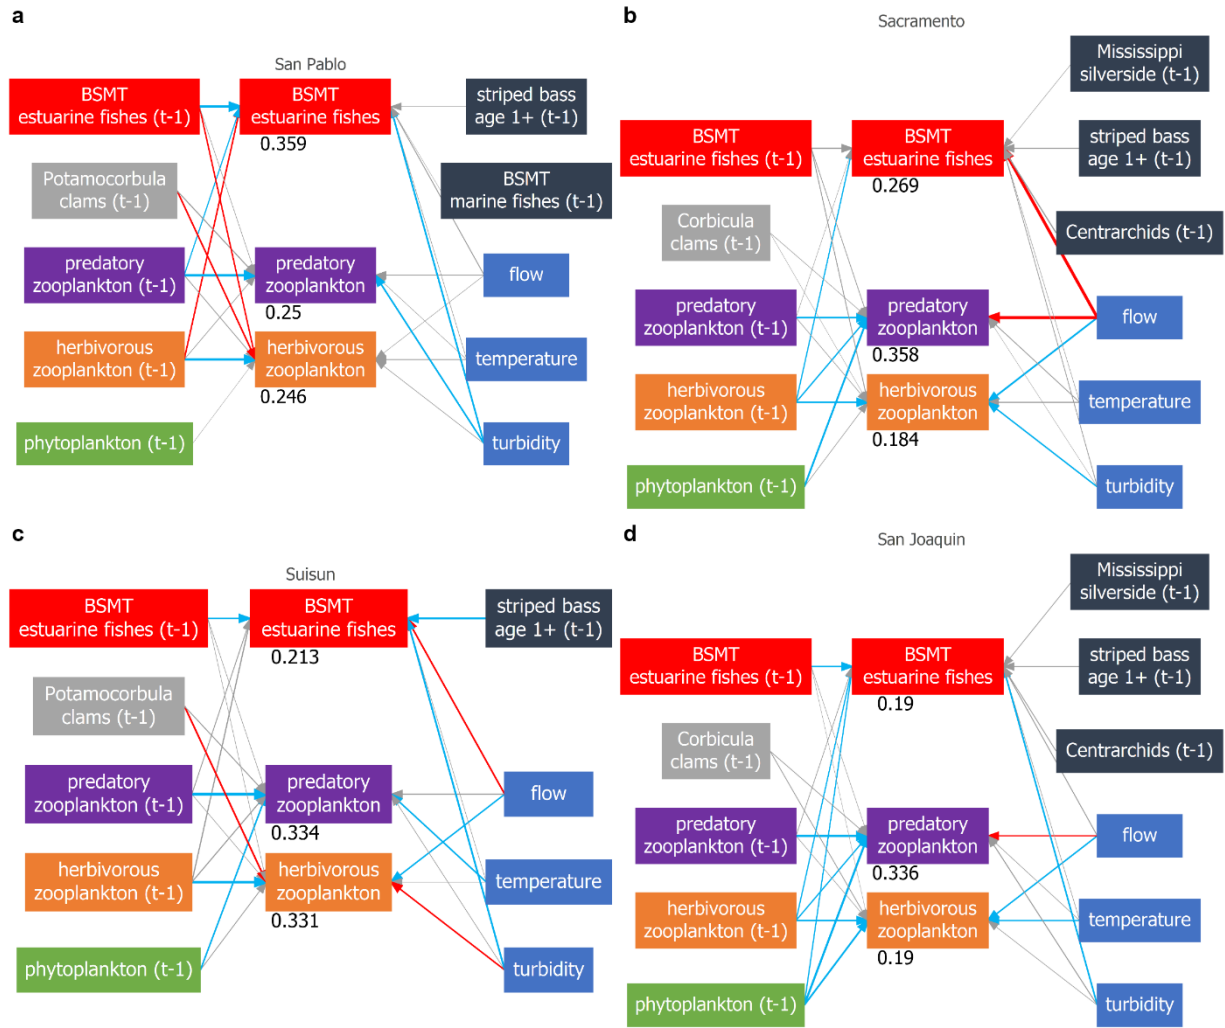 a
San Pablo
BSMT
estuarine fishes (t-1)
BSMT
estuarine fishes
0.359
striped bass
age 1+ (t-1)
Potamocorbula
clams (t-1)
BSMT
marine fishes (t-1)
predatory
zooplankton (t-1)
predatory
zooplankton
0.25
flow
herbivorous
zooplankton (t-1)
herbivorous
zooplankton
0.246
temperature
phytoplankton (t-1)
turbidity
b
Sacramento
Mississippi
silverside (t-1)
BSMT
estuarine fishes (t-1)
BSMT
estuarine fishes
0.269
striped bass
age 1+ (t-1)
Corbicula
clams (t-1)
Centrarchids (t-1)
predatory
zooplankton (t-1)
predatory
zooplankton
0.358
flow
herbivorous
zooplankton (t-1)
herbivorous
zooplankton
0.184
temperature
phytoplankton (t-1)
turbidity
c
Suisun
BSMT
estuarine fishes (t-1)
BSMT
estuarine fishes
0.213
striped bass
age 1+ (t-1)
Potamocorbula
clams (t-1)
predatory
zooplankton (t-1)
predatory
zooplankton
0.334
flow
herbivorous
zooplankton (t-1)
herbivorous
zooplankton
0.331
temperature
phytoplankton (t-1)
turbidity
d
San Joaquin
Mississippi
silverside (t-1)
BSMT
estuarine fishes (t-1)
BSMT
estuarine fishes
0.19
striped bass
age 1+ (t-1)
Corbicula
clams (t-1)
Centrarchids (t-1)
predatory
zooplankton (t-1)
predatory
zooplankton
0.336
flow
herbivorous
zooplankton (t-1)
herbivorous
zooplankton
0.19
temperature
phytoplankton (t-1)
turbidity